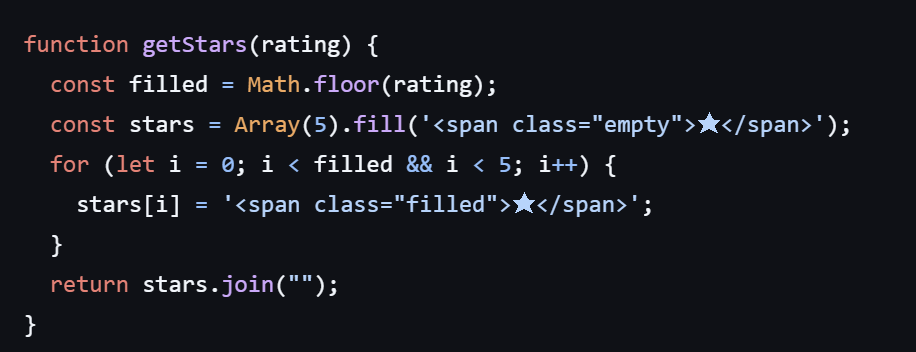 function getStars(rating) {
  const filled = Math.floor(rating);
  const stars = Array(5).fill('<span class="empty">★</span>');
  for (let i = 0; i < filled && i < 5; i++) {
    stars[i] = '<span class="filled">★</span>';
  }
  return stars.join("");
}